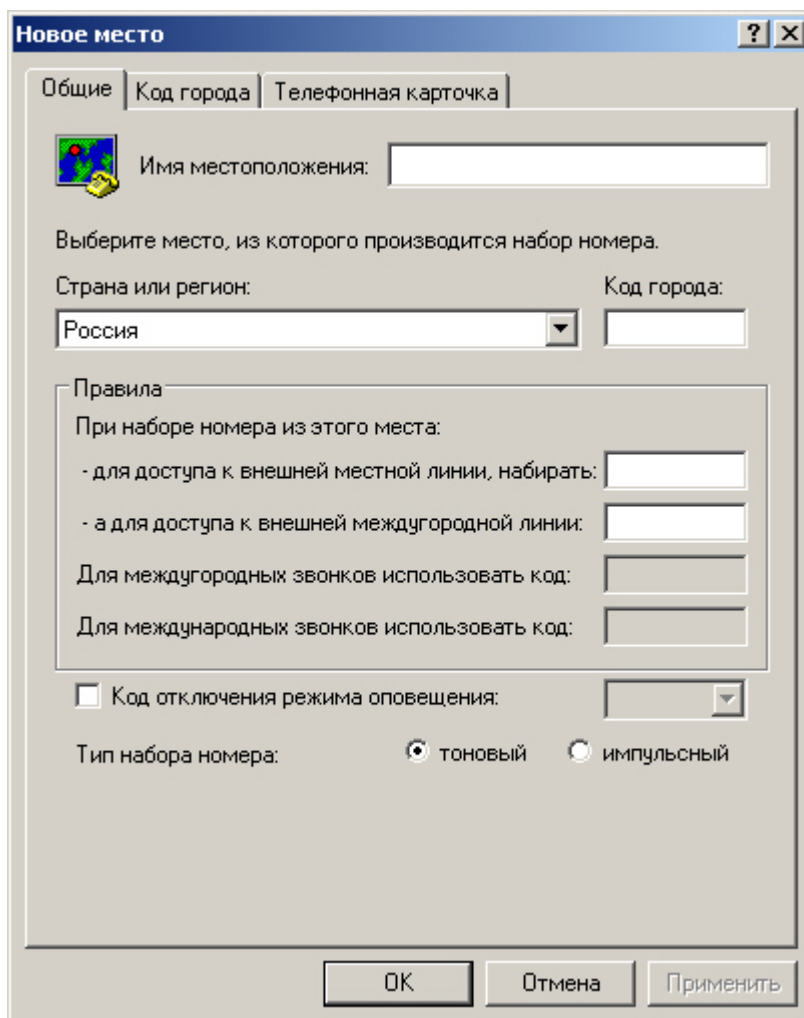 Новое место
Общие
Код города
Телефонная карточка
Имя местоположения:
Выберите место, из которого производится набор номера.
Страна или регион:
Код города:
Россия
Правила
При наборе номера из этого места:
- для доступа к внешней местной линии, набирать:
- а для доступа к внешней междугородной линии:
Для междугородных звонков использовать код:
Для международных звонков использовать код:
Код отключения режима оповещения:
Тип набора номера:
тоновый
импульсный
OK
Отмена
Применить